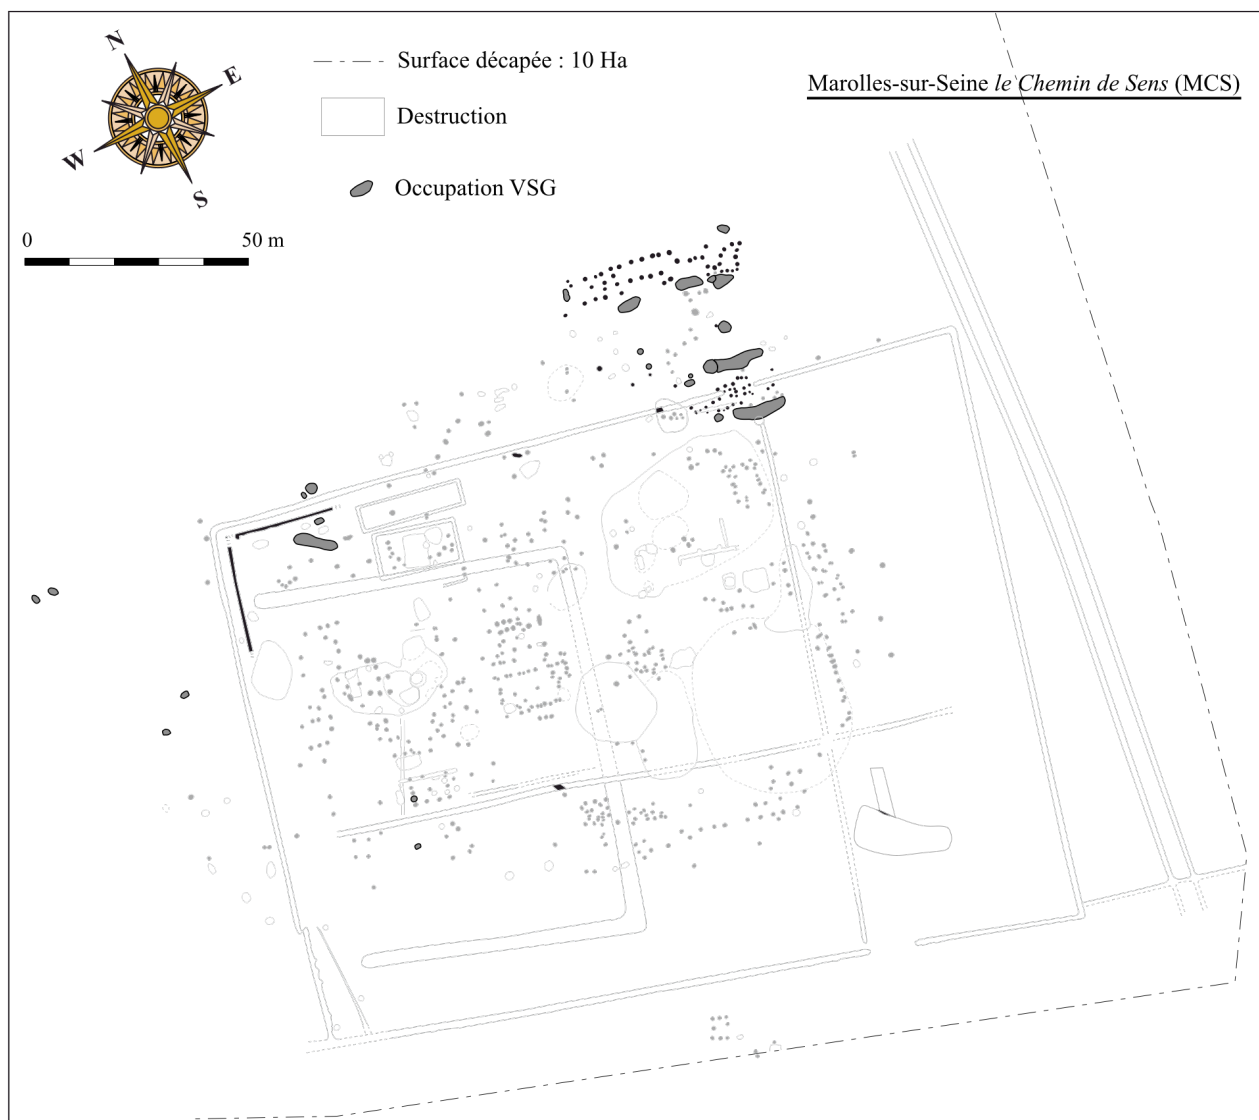 N
E
W
S
Surface décapée : 10 Ha
Destruction
Occupation VSG
Marolles-sur-Seine le Chemin de Sens (MCS)
0 50 m